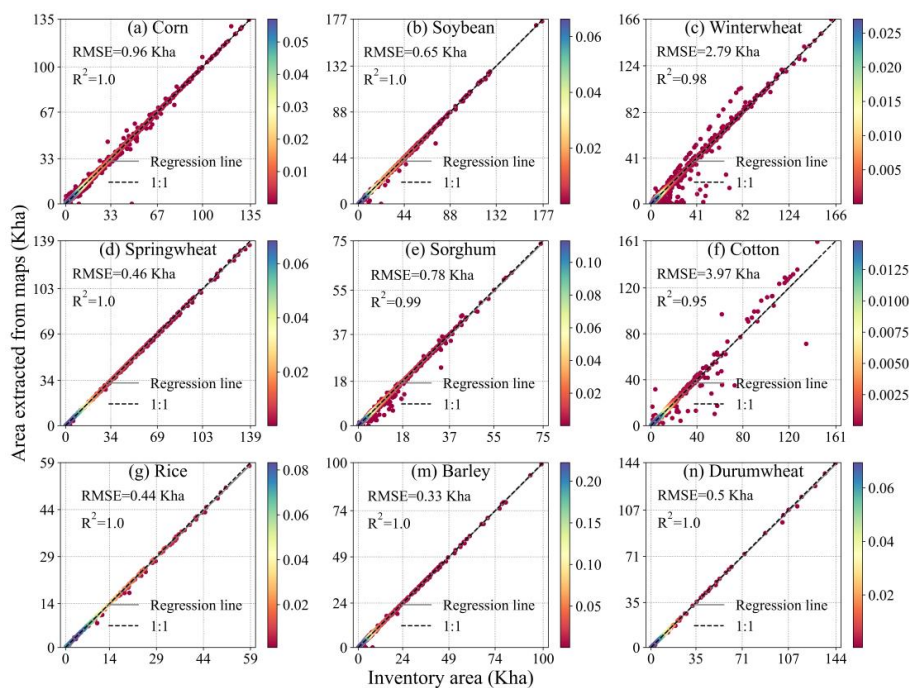 (a) Corn
RMSE=0.96 Kha
R²=1.0
Regression line
1:1
135
100
67
33
0
0 33 67 100 135
0.05
0.04
0.03
0.02
0.01
(b) Soybean
RMSE=0.65 Kha
R²=1.0
Regression line
1:1
177
132
88
44
0
0 44 88 132 177
0.06
0.04
0.02
(c) Winterwheat
RMSE=2.79 Kha
R²=0.98
Regression line
1:1
166
124
82
41
0
0 41 82 124 166
0.025
0.020
0.015
0.010
0.005
0.000
Area extracted from maps (Kha)
(d) Springwheat
RMSE=0.46 Kha
R²=1.0
Regression line
1:1
139
103
69
34
0
0 34 69 103 139
0.06
0.04
0.02
(e) Sorghum
RMSE=0.78 Kha
R²=0.99
Regression line
1:1
75
55
37
18
0
0 18 37 55 75
0.10
0.08
0.06
0.04
0.02
(f) Cotton
RMSE=3.97 Kha
R²=0.95
Regression line
1:1
161
120
80
40
0
0 40 80 120 161
0.0125
0.0100
0.0075
0.0050
0.0025
0.0000
(g) Rice
RMSE=0.44 Kha
R²=1.0
Regression line
1:1
59
44
29
14
0
0 14 29 44 59
0.08
0.06
0.04
0.02
(m) Barley
RMSE=0.33 Kha
R²=1.0
Regression line
1:1
100
74
49
24
0
0 24 49 74 100
0.20
0.15
0.10
0.05
(n) Durumwheat
RMSE=0.5 Kha
R²=1.0
Regression line
1:1
144
107
71
35
0
0 35 71 107 144
0.06
0.04
0.02
Inventory area (Kha)